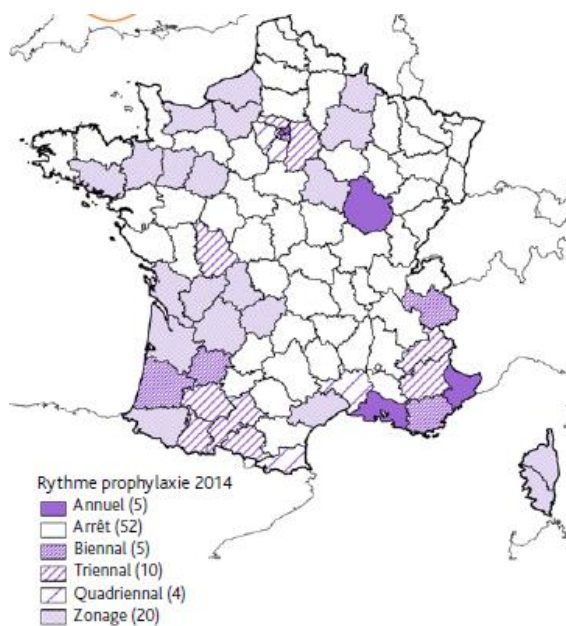 Rythme prophylaxie 2014
Annuel (5)
Arrêt (52)
Biennal (5)
Triennal (10)
Quadriennal (4)
Zonage (20)